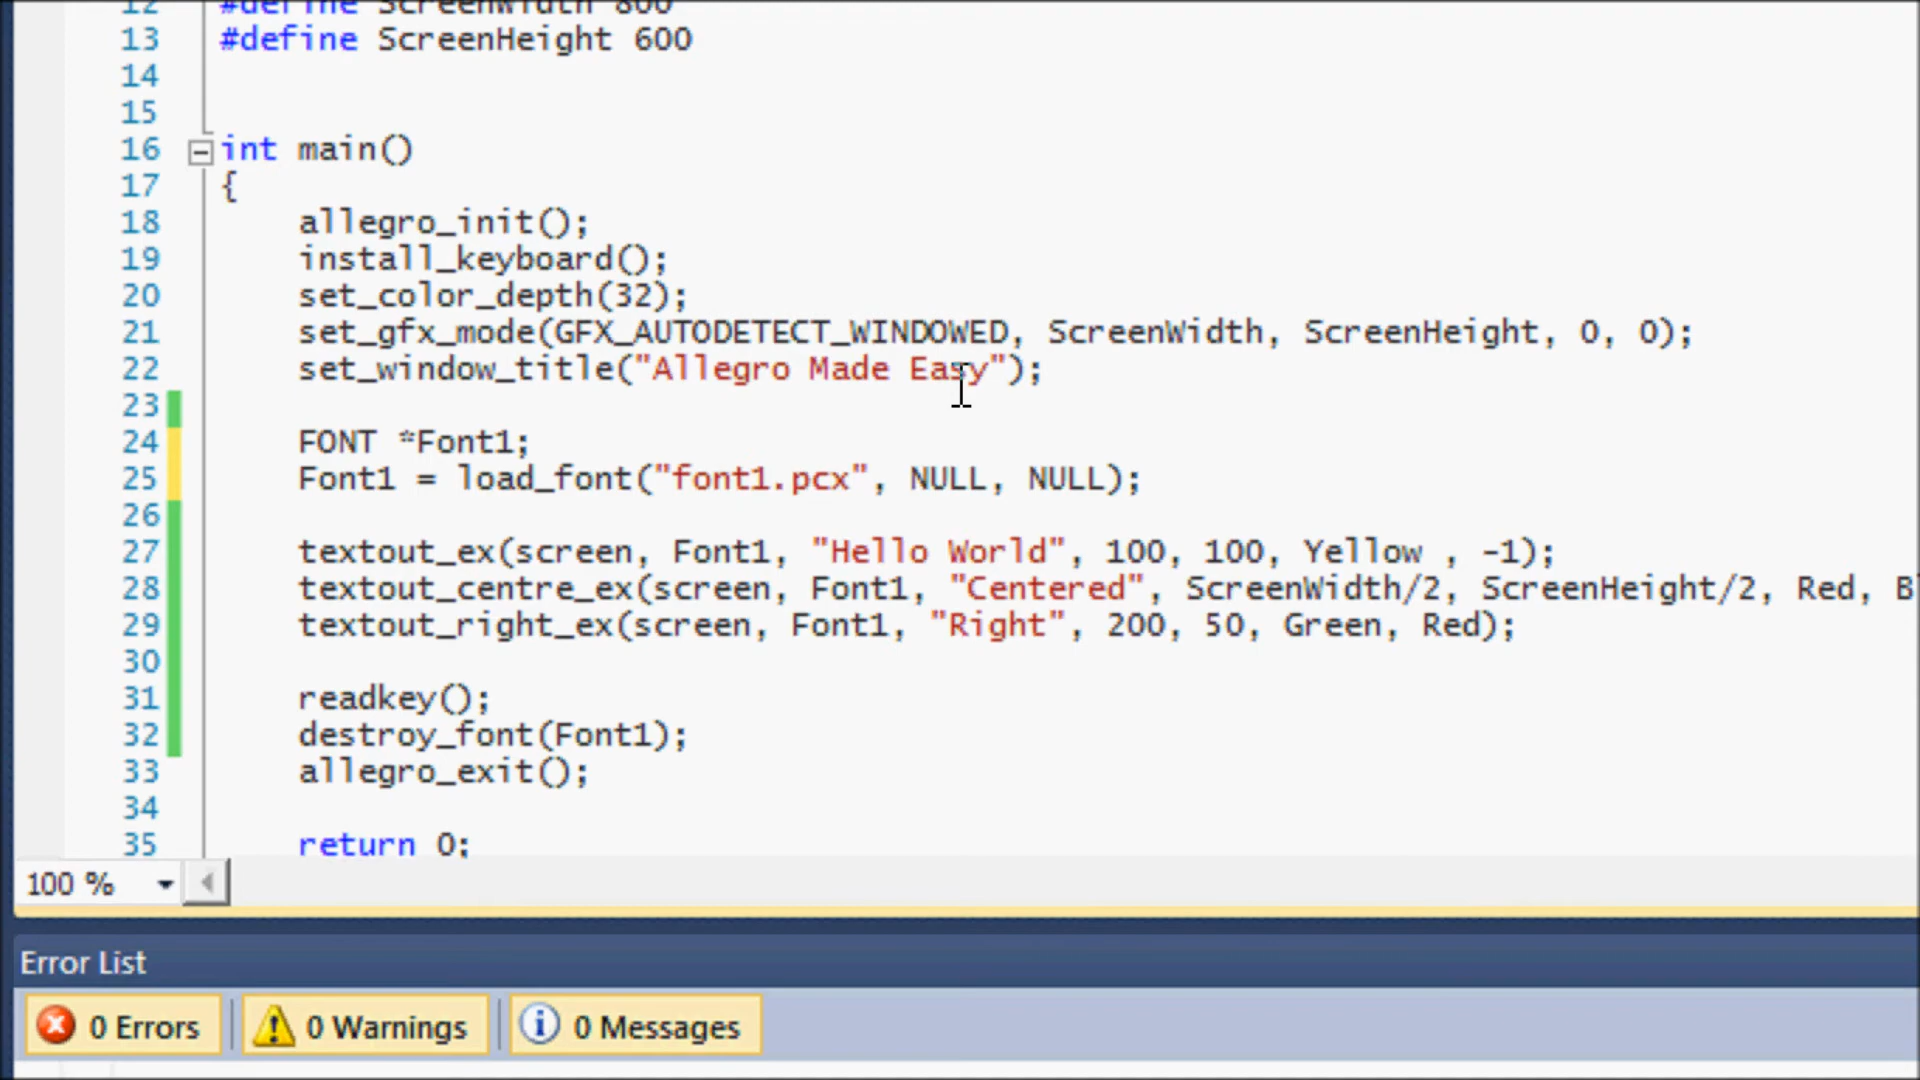 12 #define ScreenWidth 800
13 #define ScreenHeight 600
14
15
16 int main()
17 {
18 allegro_init();
19 install_keyboard();
20 set_color_depth(32);
21 set_gfx_mode(GFX_AUTODETECT_WINDOWED, ScreenWidth, ScreenHeight, 0, 0);
22 set_window_title("Allegro Made Easy");
23
24 FONT *Font1;
25 Font1 = load_font("font1.pcx", NULL, NULL);
26
27 textout_ex(screen, Font1, "Hello World", 100, 100, Yellow , -1);
28 textout_centre_ex(screen, Font1, "Centered", ScreenWidth/2, ScreenHeight/2, Red,
29 textout_right_ex(screen, Font1, "Right", 200, 50, Green, Red);
30
31 readkey();
32 destroy_font(Font1);
33 allegro_exit();
34
35 return 0;
100 %
Error List
0 Errors 0 Warnings 0 Messages